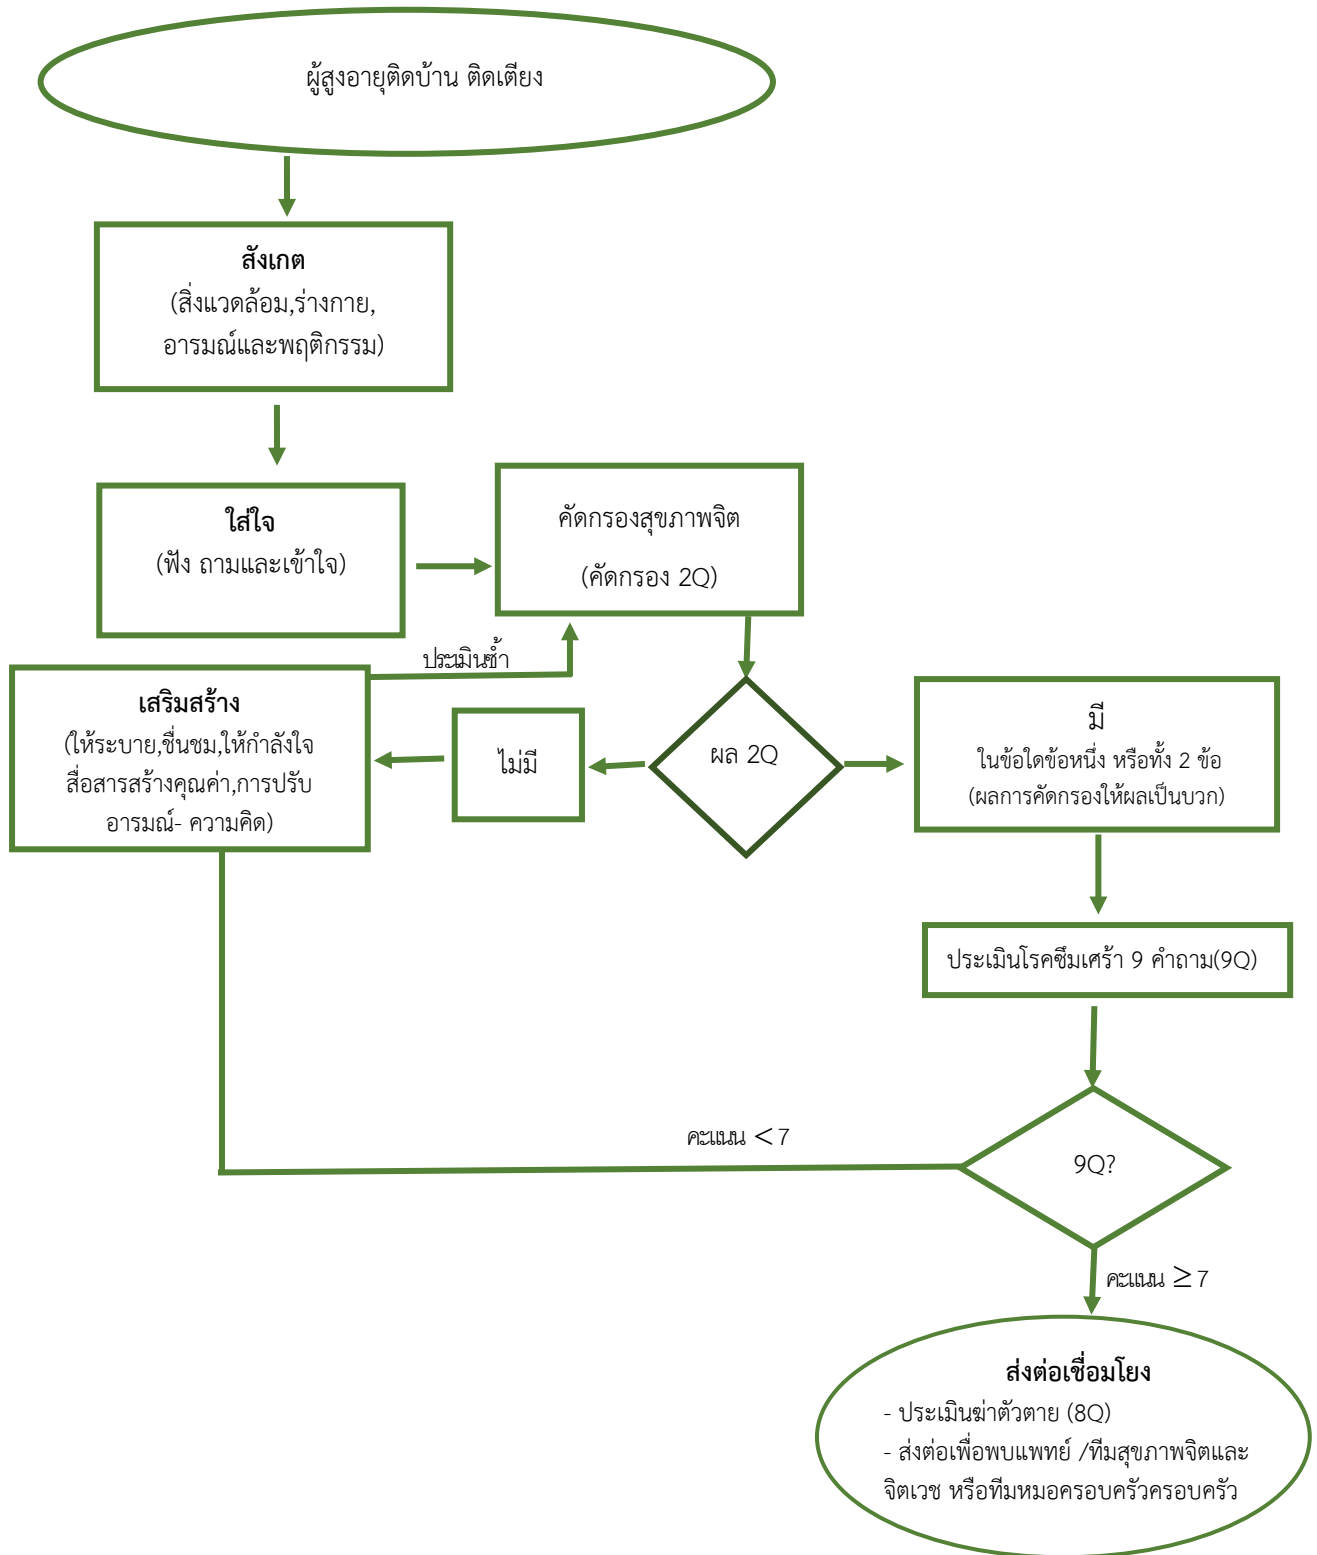 ผู้สูงอายุติดบ้าน ติดเตียง
สังเกต
(สิ่งแวดล้อม,ร่างกาย,
อารมณ์และพฤติกรรม)
ใส่ใจ
(ฟัง ถามและเข้าใจ)
คัดกรองสุขภาพจิต
(คัดกรอง 2Q)
ประเมินซ้ำ
เสริมสร้าง
(ให้ระบาย,ชื่นชม,ให้กำลังใจ
สื่อสารสร้างคุณค่า,การปรับ
อารมณ์- ความคิด)
ไม่มี
ผล 2Q
มี
ในข้อใดข้อหนึ่ง หรือทั้ง 2 ข้อ
(ผลการคัดกรองให้ผลเป็นบวก)
ประเมินโรคซึมเศร้า 9 คำถาม(9Q)
คะแนน < 7
9Q?
คะแนน ≥ 7
ส่งต่อเชื่อมโยง
- ประเมินฆ่าตัวตาย (8Q)
- ส่งต่อเพื่อพบแพทย์ /ทีมสุขภาพจิตและ
จิตเวช หรือทีมหมอครอบครัวครอบครัว